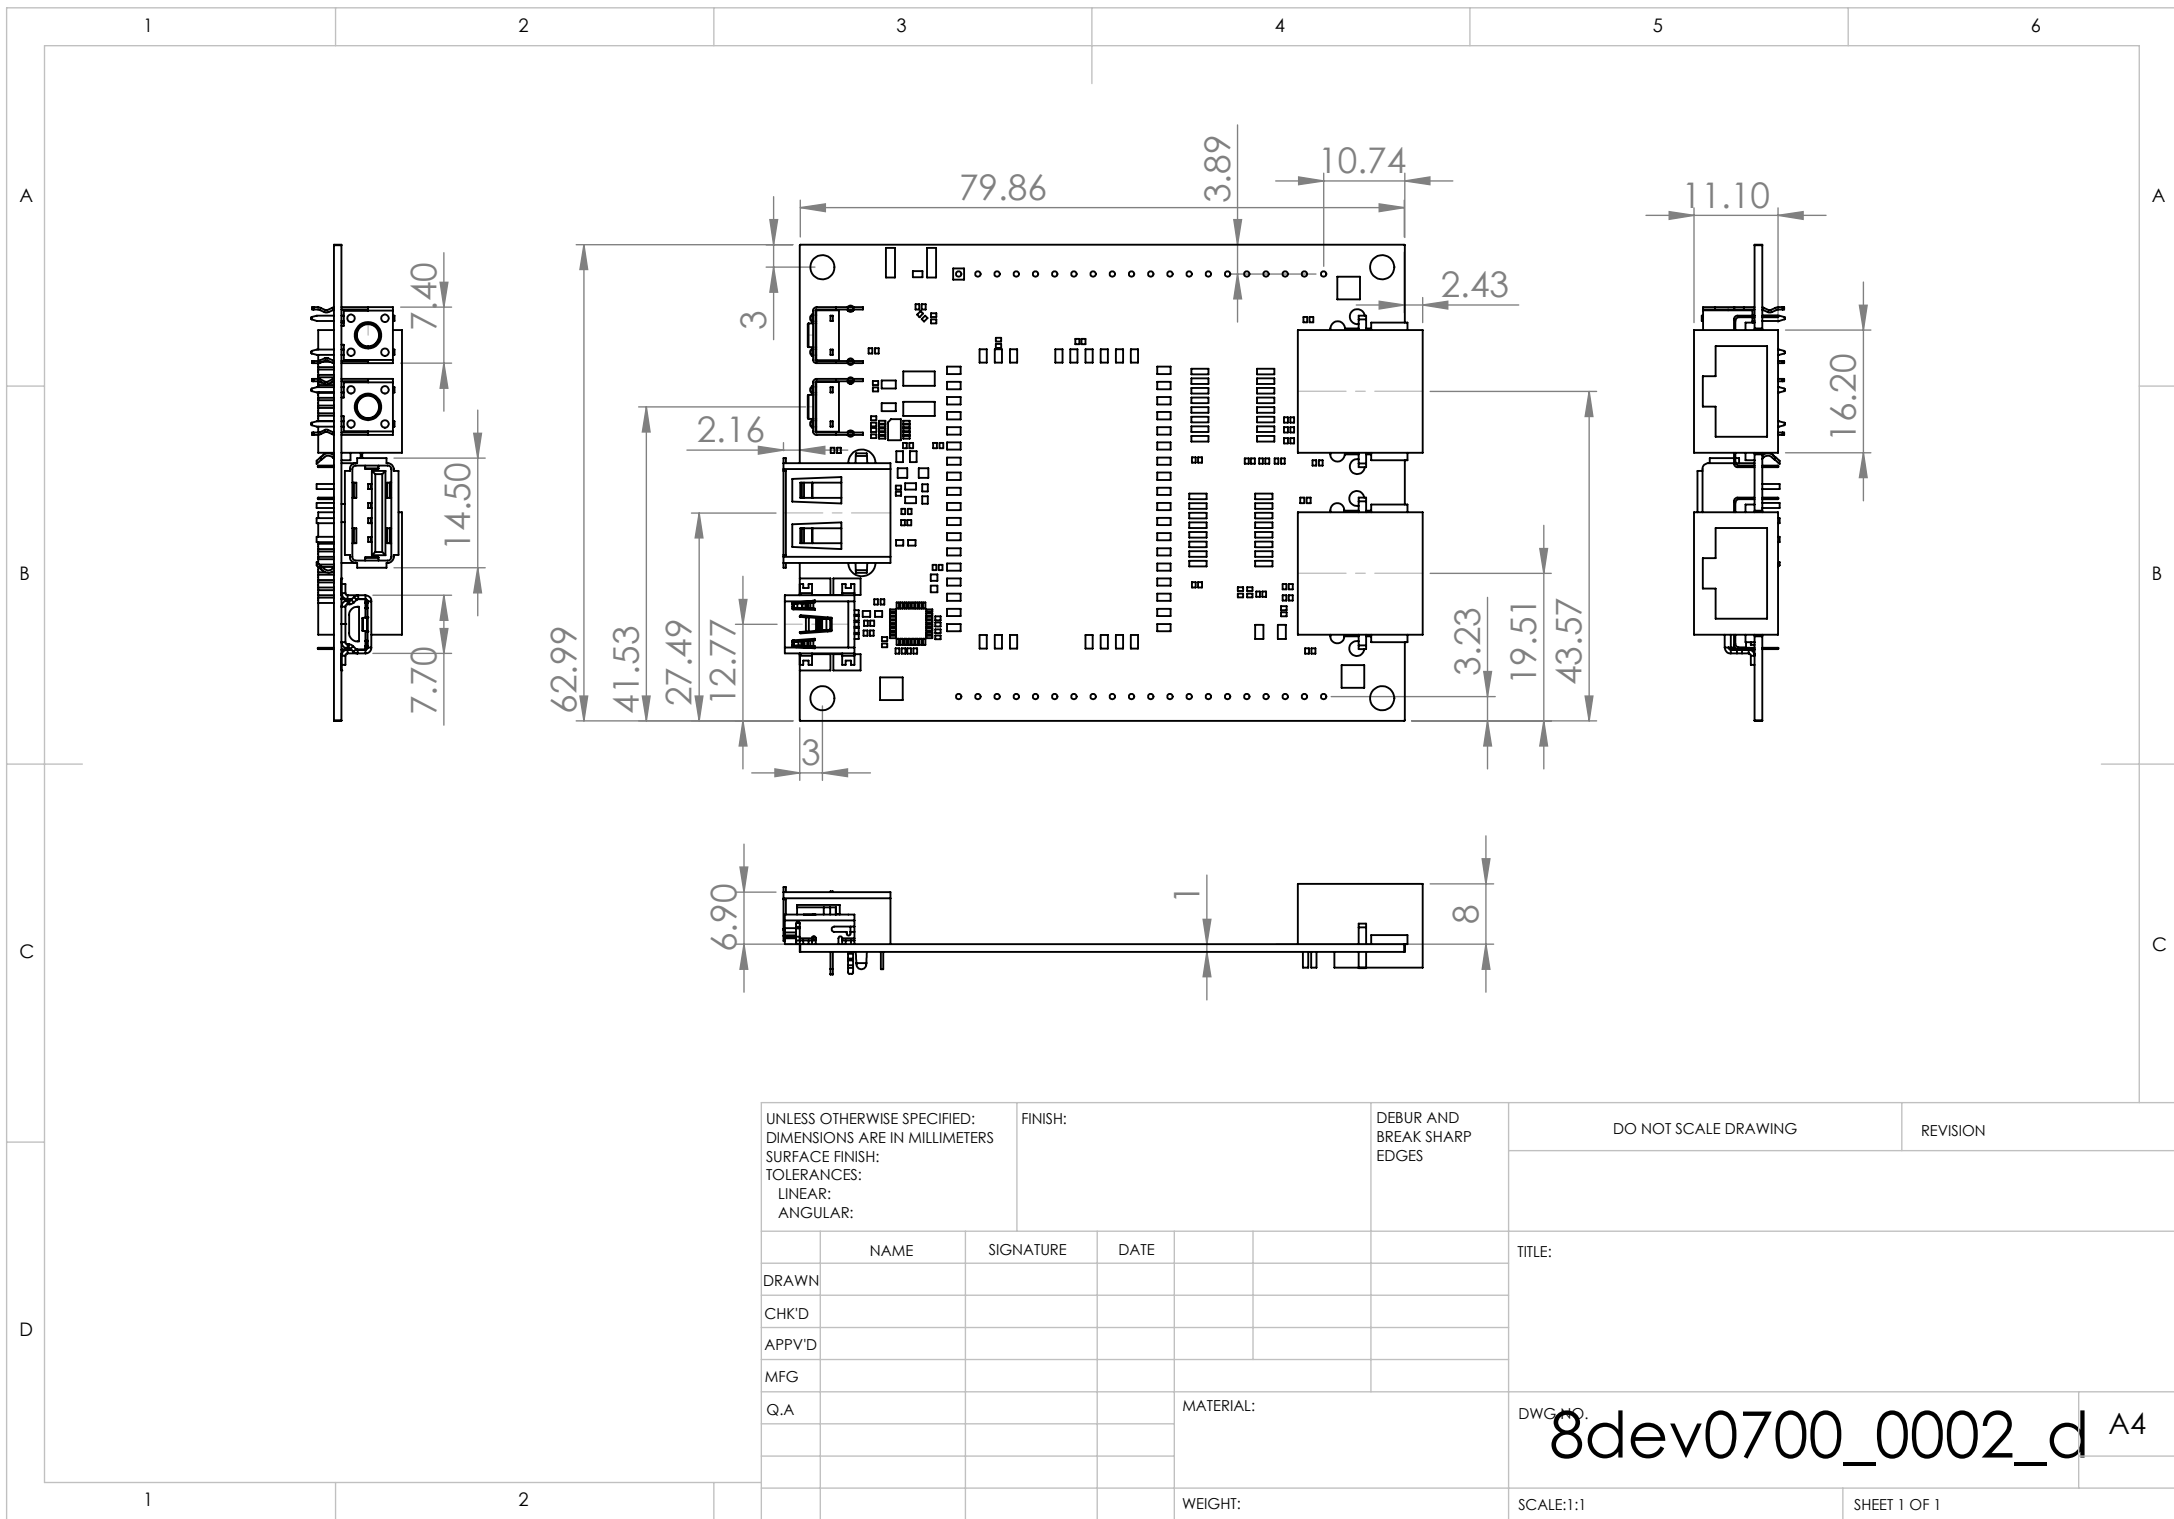 1 2 3 4 5 6
A A
B B
C C
D
1 2
79.86
3.89
10.74
2.43
3
2.16
62.99
41.53
27.49
12.77
3
3.23
19.51
43.57
7.40
14.50
7.70
11.10
16.20
6.90
1
8
UNLESS OTHERWISE SPECIFIED:
DIMENSIONS ARE IN MILLIMETERS
SURFACE FINISH:
TOLERANCES:
LINEAR:
ANGULAR:
FINISH:
DEBUR AND
BREAK SHARP
EDGES
DO NOT SCALE DRAWING
REVISION
NAME SIGNATURE DATE
DRAWN
CHK'D
APPV'D
MFG
Q.A
MATERIAL:
WEIGHT:
TITLE:
DWG NO.
8dev0700_0002_d
A4
SCALE:1:1
SHEET 1 OF 1